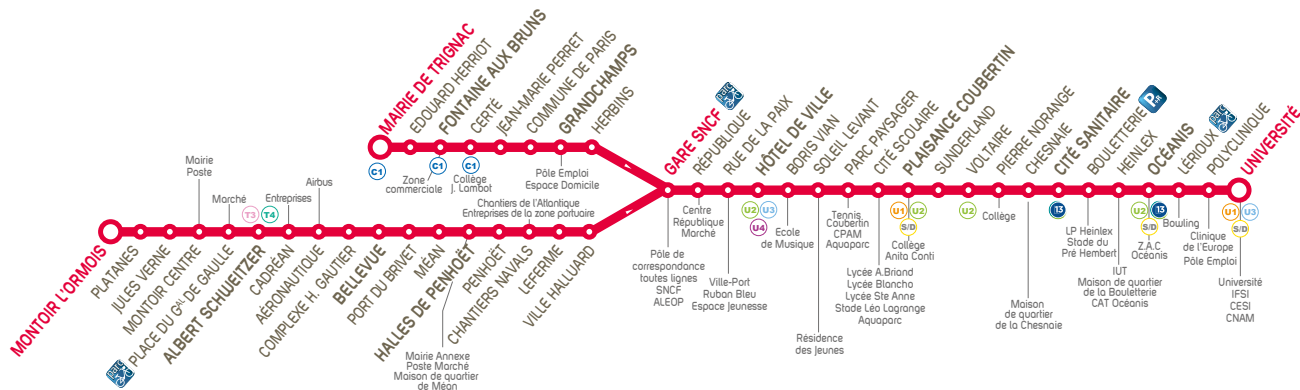 MAIRIE DE TRIGNAC
EDOUARD HERRIOT
FONTAINE AUX BRUNS
CERTÉ
JEAN-MARIE PERRET
COMMUNE DE PARIS
GRANDCHAMPS
HERBINS
C1
C1
Zone
commerciale
C1
Collège
J. Lambot
Pôle Emploi
Espace Domicile
MONTOIR L'ORMOIS
PLATANES
JULES VERNE
MONTOIR CENTRE
PLACE DU GAL DE GAULLE
parc
ALBERT SCHWEITZER
CADRÉAN
AÉRONAUTIQUE
COMPLEXE H. GAUTIER
BELLEVUE
PORT DU BRIVET
MÉAN
HALLES DE PENHOËT
PENHOËT
CHANTIERS NAVALS
LEFERME
VILLE HALLUARD
Mairie
Poste
Marché
T3
T4
Entreprises
Airbus
Chantiers de l'Atlantique
Entreprises de la zone portuaire
Mairie Annexe
Poste Marché
Maison de quartier
de Méan
GARE SNCF
parc
RÉPUBLIQUE
RUE DE LA PAIX
HÔTEL DE VILLE
BORIS VIAN
SOLEIL LEVANT
PARC PAYSAGER
CITÉ SCOLAIRE
PLAISANCE COUBERTIN
SUNDERLAND
VOLTAIRE
PIERRE NORANGE
CHESNAIE
CITÉ SANITAIRE
BOULETTERIE
P+R
HEINLEX
OCÉANIS
LÉRIOUX
parc
POLYCLINIQUE
UNIVERSITÉ
Pôle de
correspondance
toutes lignes
SNCF
ALEOP
Centre
République
Marché
Ville-Port
Ruban Bleu
Espace Jeunesse
U2
U3
U4
Ecole
de Musique
Résidence
des Jeunes
Tennis
Coubertin
CPAM
Aquaparc
Lycée A.Briand
Lycée Blancho
Lycée Ste Anne
Stade Léo Lagrange
Aquaparc
U1
U2
S/D
Collège
Anita Conti
U2
Collège
Maison
de quartier
de la Chesnaie
13
LP Heinlex
Stade du
Pré Hembert
IUT
Maison de quartier
de la Bouletterie
CAT Océanis
U2
13
S/D
Z.A.C
Océanis
Bowling
Clinique
de l'Europe
Pôle Emploi
U1
U3
S/D
Université
IFSI
CESI
CNAM